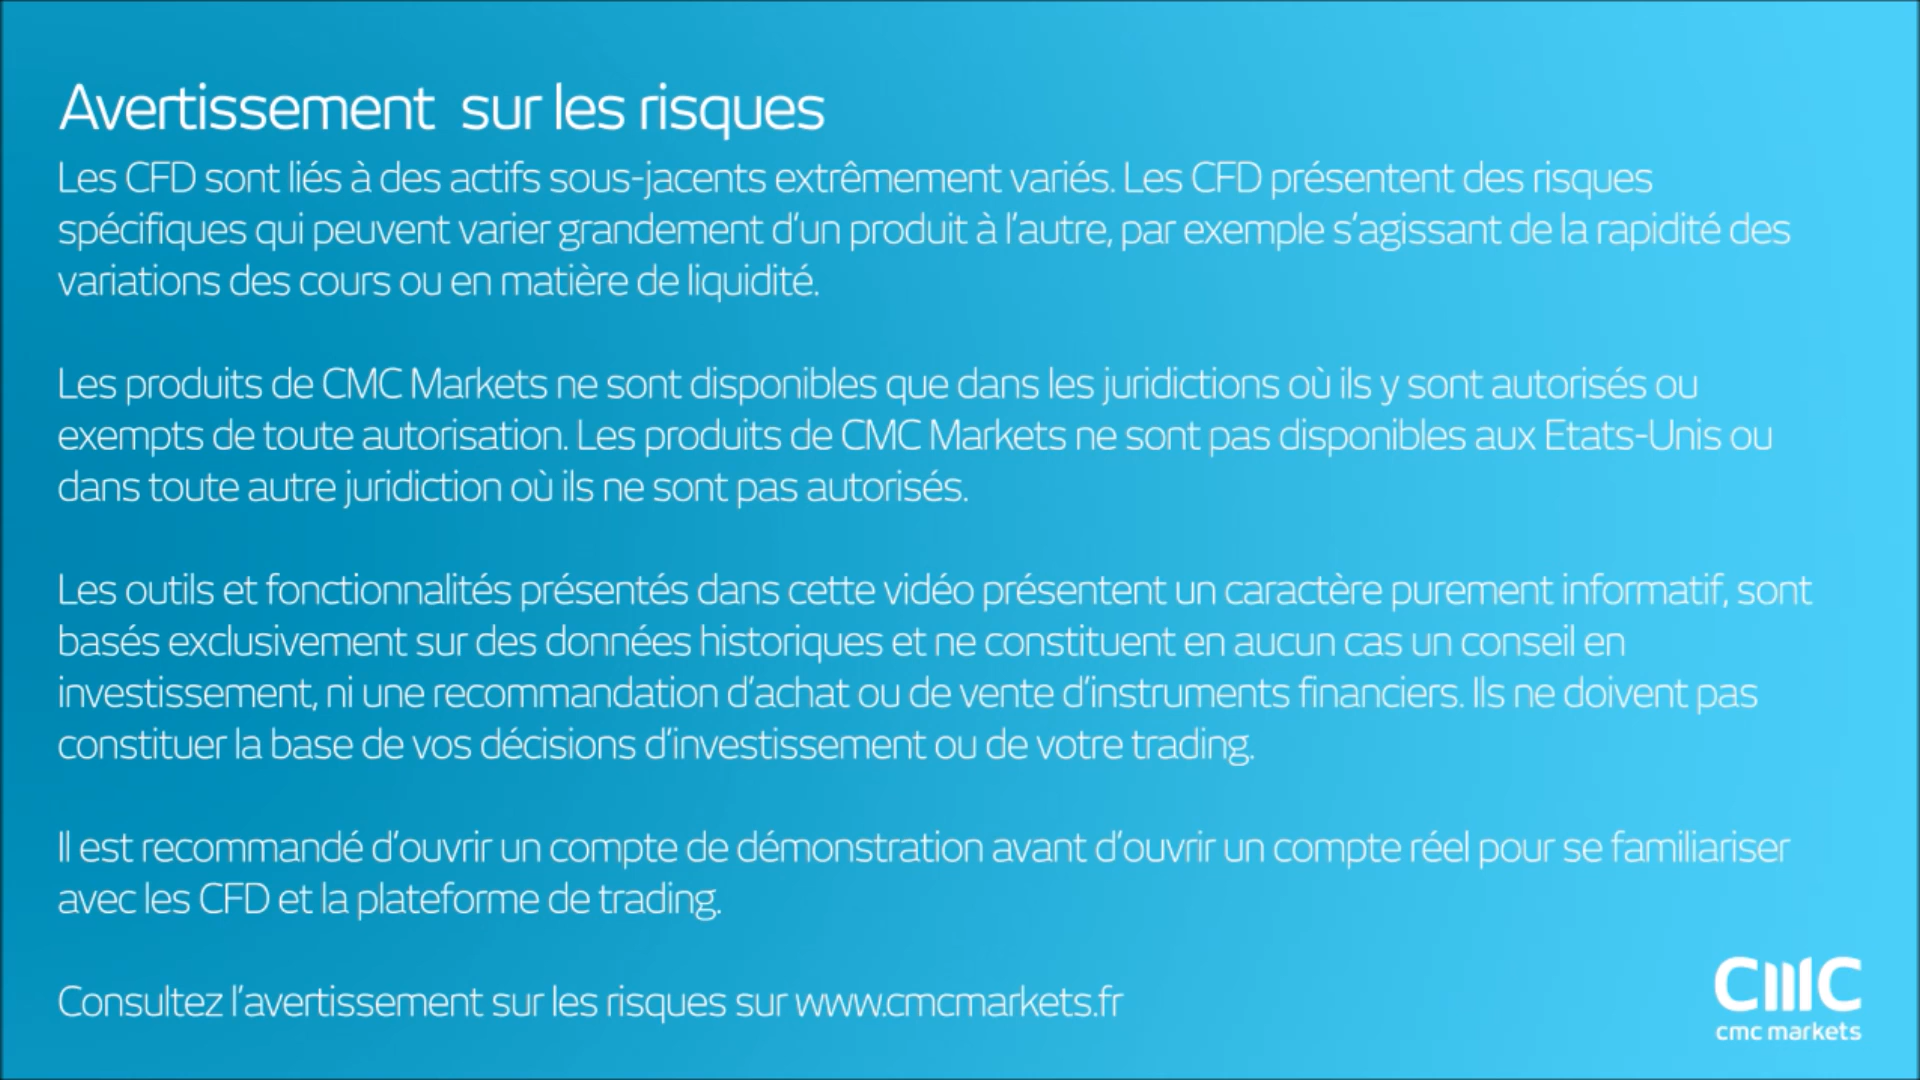 Avertissement sur les risques
Les CFD sont liés à des actifs sous-jacents extrêmement variés. Les CFD présentent des risques
spécifiques qui peuvent varier grandement d'un produit à l'autre, par exemple s'agissant de la rapidité des
variations des cours ou en matière de liquidité.
Les produits de CMC Markets ne sont disponibles que dans les juridictions où ils y sont autorisés ou
exempts de toute autorisation. Les produits de CMC Markets ne sont pas disponibles aux Etats-Unis ou
dans toute autre juridiction où ils ne sont pas autorisés.
Les outils et fonctionnalités présentés dans cette vidéo présentent un caractère purement informatif, sont
basés exclusivement sur des données historiques et ne constituent en aucun cas un conseil en
investissement, ni une recommandation d'achat ou de vente d'instruments financiers. Ils ne doivent pas
constituer la base de vos décisions d'investissement ou de votre trading.
Il est recommandé d'ouvrir un compte de démonstration avant d'ouvrir un compte réel pour se familiariser
avec les CFD et la plateforme de trading.
Consultez l'avertissement sur les risques sur www.cmcmarkets.fr
CMC
cmc markets